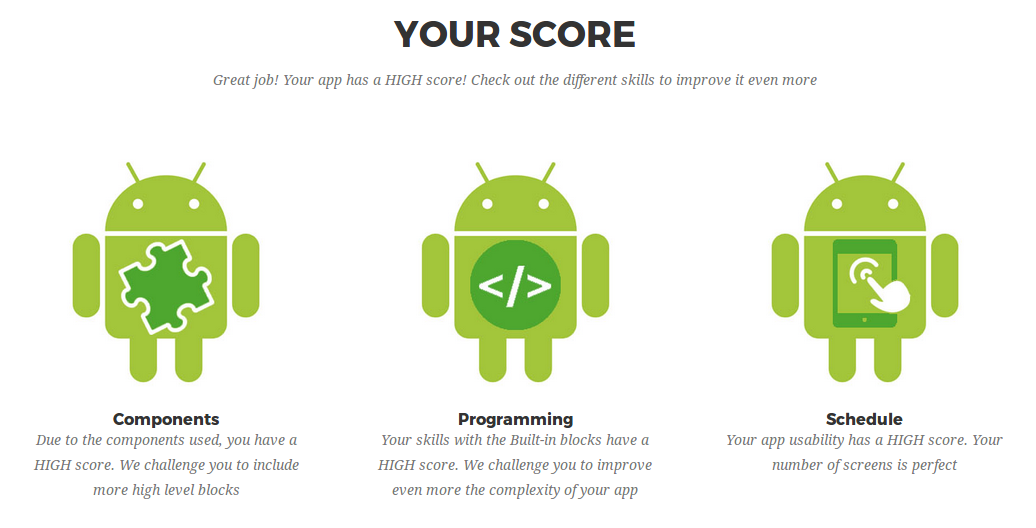 YOUR SCORE
Great job! Your app has a HIGH score! Check out the different skills to improve it even more
</>
Components
Due to the components used, you have a
HIGH score. We challenge you to include
more high level blocks
Programming
Your skills with the Built-in blocks have a
HIGH score. We challenge you to improve
even more the complexity of your app
Schedule
Your app usability has a HIGH score. Your
number of screens is perfect